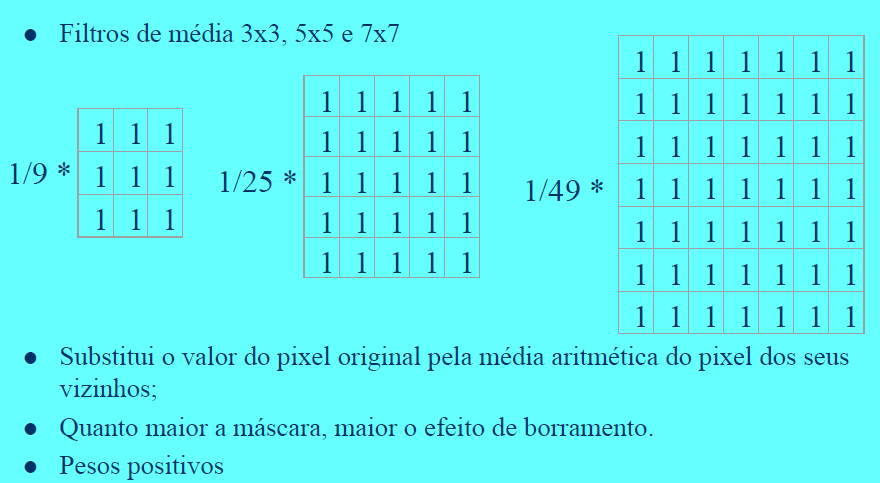 ● Filtros de média 3x3, 5x5 e 7x7
1/9 *
1 1 1
1 1 1
1 1 1
1/25 *
1 1 1 1 1
1 1 1 1 1
1 1 1 1 1
1 1 1 1 1
1 1 1 1 1
1/49 *
1 1 1 1 1 1 1
1 1 1 1 1 1 1
1 1 1 1 1 1 1
1 1 1 1 1 1 1
1 1 1 1 1 1 1
1 1 1 1 1 1 1
1 1 1 1 1 1 1
● Substitui o valor do pixel original pela média aritmética do pixel dos seus
vizinhos;
● Quanto maior a máscara, maior o efeito de borramento.
● Pesos positivos